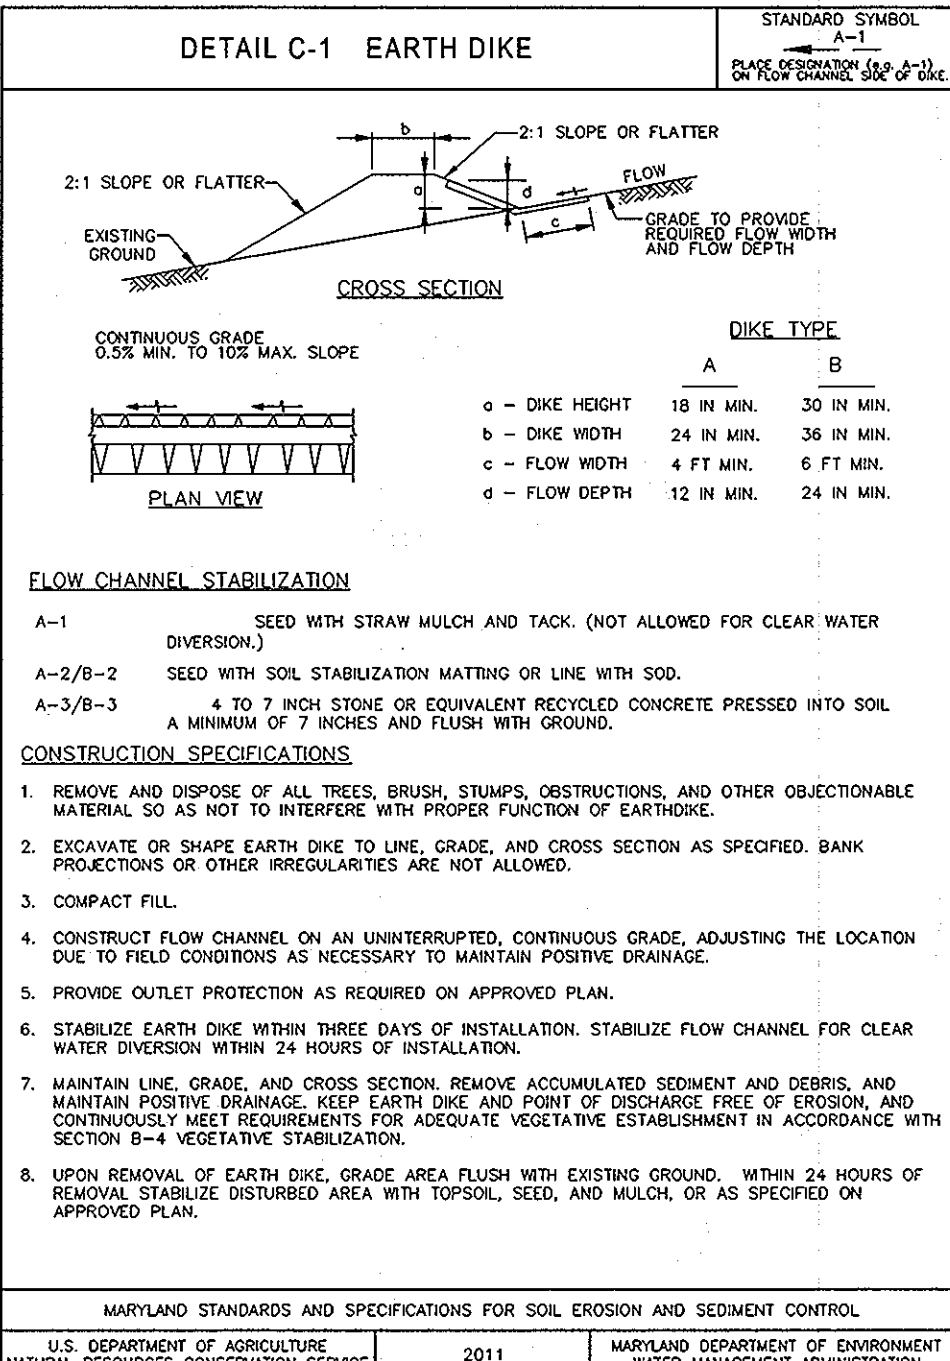 DETAIL C-1 EARTH DIKE
STANDARD SYMBOL
A-1
PLACE DESIGNATION (e.g. A-1)
ON FLOW CHANNEL SIDE OF DIKE.
b
2:1 SLOPE OR FLATTER
2:1 SLOPE OR FLATTER
a
d
FLOW
c
GRADE TO PROVIDE
REQUIRED FLOW WIDTH
AND FLOW DEPTH
EXISTING
GROUND
CROSS SECTION
CONTINUOUS GRADE
0.5% MIN. TO 10% MAX. SLOPE
PLAN VIEW
DIKE TYPE
A B
a - DIKE HEIGHT 18 IN MIN. 30 IN MIN.
b - DIKE WIDTH 24 IN MIN. 36 IN MIN.
c - FLOW WIDTH 4 FT MIN. 6 FT MIN.
d - FLOW DEPTH 12 IN MIN. 24 IN MIN.
FLOW CHANNEL STABILIZATION
A-1 SEED WITH STRAW MULCH AND TACK. (NOT ALLOWED FOR CLEAR WATER
DIVERSION.)
A-2/B-2 SEED WITH SOIL STABILIZATION MATTING OR LINE WITH SOD.
A-3/B-3 4 TO 7 INCH STONE OR EQUIVALENT RECYCLED CONCRETE PRESSED INTO SOIL
A MINIMUM OF 7 INCHES AND FLUSH WITH GROUND.
CONSTRUCTION SPECIFICATIONS
1. REMOVE AND DISPOSE OF ALL TREES, BRUSH, STUMPS, OBSTRUCTIONS, AND OTHER OBJECTIONABLE
MATERIAL SO AS NOT TO INTERFERE WITH PROPER FUNCTION OF EARTHDIKE.
2. EXCAVATE OR SHAPE EARTH DIKE TO LINE, GRADE, AND CROSS SECTION AS SPECIFIED. BANK
PROJECTIONS OR OTHER IRREGULARITIES ARE NOT ALLOWED.
3. COMPACT FILL.
4. CONSTRUCT FLOW CHANNEL ON AN UNINTERRUPTED, CONTINUOUS GRADE, ADJUSTING THE LOCATION
DUE TO FIELD CONDITIONS AS NECESSARY TO MAINTAIN POSITIVE DRAINAGE.
5. PROVIDE OUTLET PROTECTION AS REQUIRED ON APPROVED PLAN.
6. STABILIZE EARTH DIKE WITHIN THREE DAYS OF INSTALLATION. STABILIZE FLOW CHANNEL FOR CLEAR
WATER DIVERSION WITHIN 24 HOURS OF INSTALLATION.
7. MAINTAIN LINE, GRADE, AND CROSS SECTION. REMOVE ACCUMULATED SEDIMENT AND DEBRIS, AND
MAINTAIN POSITIVE DRAINAGE. KEEP EARTH DIKE AND POINT OF DISCHARGE FREE OF EROSION, AND
CONTINUOUSLY MEET REQUIREMENTS FOR ADEQUATE VEGETATIVE ESTABLISHMENT IN ACCORDANCE WITH
SECTION B-4 VEGETATIVE STABILIZATION.
8. UPON REMOVAL OF EARTH DIKE, GRADE AREA FLUSH WITH EXISTING GROUND. WITHIN 24 HOURS OF
REMOVAL STABILIZE DISTURBED AREA WITH TOPSOIL, SEED, AND MULCH, OR AS SPECIFIED ON
APPROVED PLAN.
MARYLAND STANDARDS AND SPECIFICATIONS FOR SOIL EROSION AND SEDIMENT CONTROL
U.S. DEPARTMENT OF AGRICULTURE
NATURAL RESOURCES CONSERVATION SERVICE
2011
MARYLAND DEPARTMENT OF ENVIRONMENT
WATER MANAGEMENT ADMINISTRATION